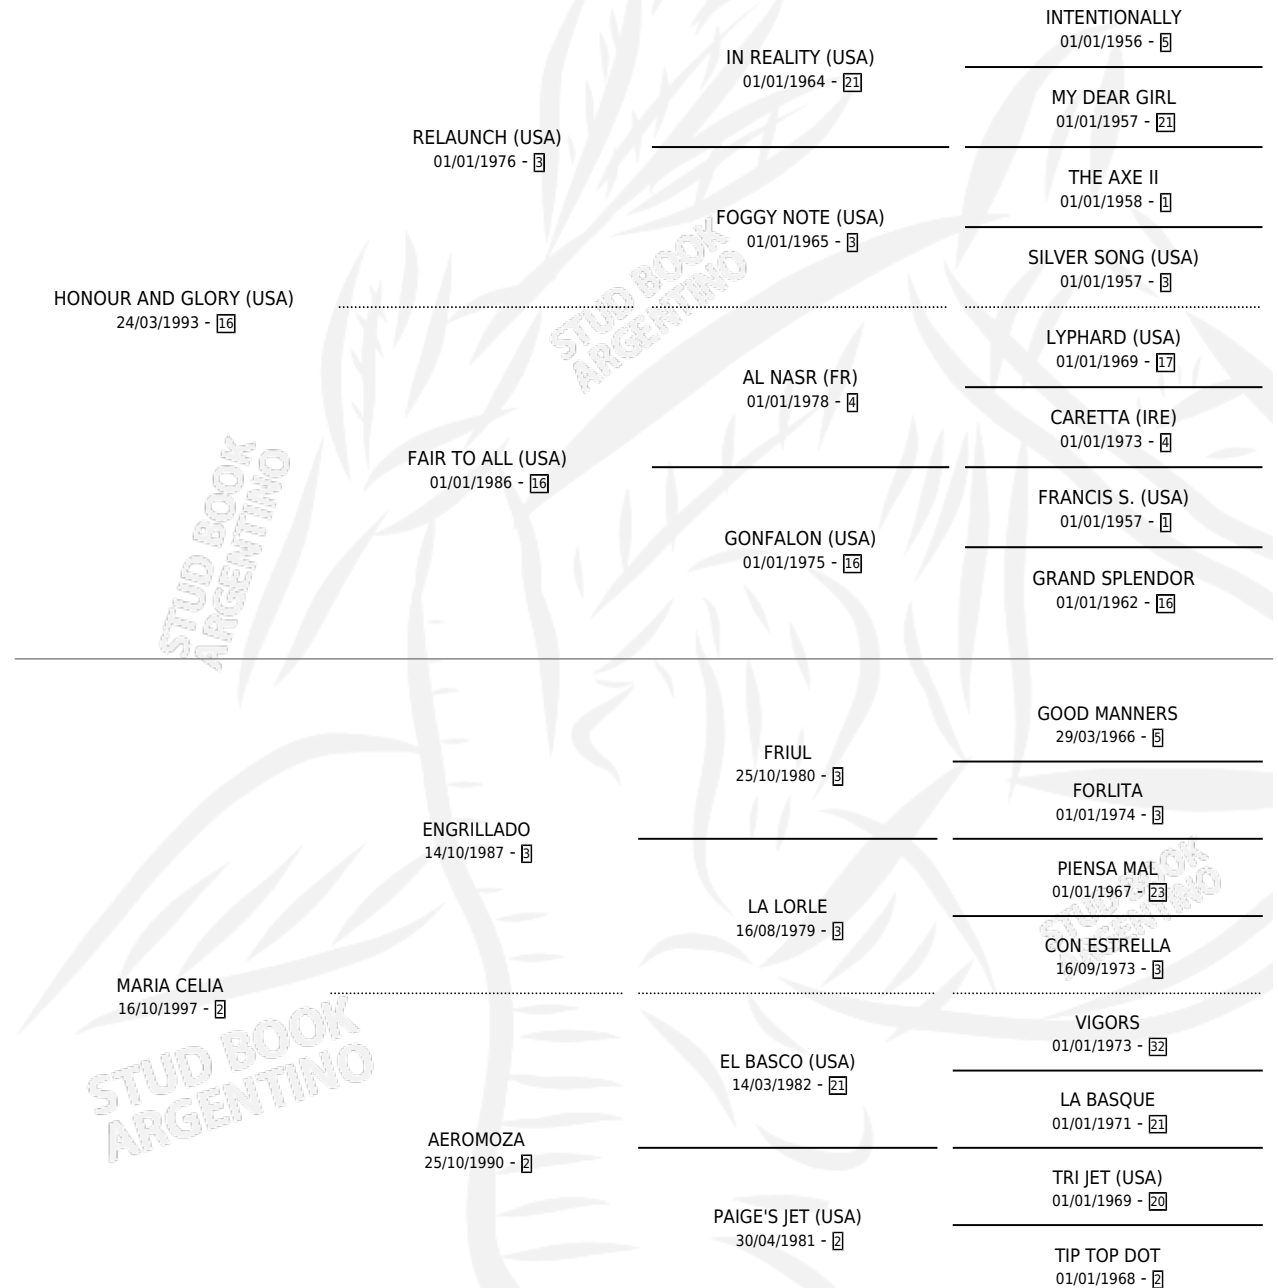 INTENTIONALLY
01/01/1956 - 5
IN REALITY (USA)
01/01/1964 - 21
MY DEAR GIRL
01/01/1957 - 21
RELAUNCH (USA)
01/01/1976 - 3
THE AXE II
01/01/1958 - 1
FOGGY NOTE (USA)
01/01/1965 - 3
SILVER SONG (USA)
01/01/1957 - 3
HONOUR AND GLORY (USA)
24/03/1993 - 16
LYPHARD (USA)
01/01/1969 - 17
AL NASR (FR)
01/01/1978 - 4
CARETTA (IRE)
01/01/1973 - 4
FAIR TO ALL (USA)
01/01/1986 - 16
FRANCIS S. (USA)
01/01/1957 - 1
GONFALON (USA)
01/01/1975 - 16
GRAND SPLENDOR
01/01/1962 - 16
GOOD MANNERS
29/03/1966 - 5
FRIUL
25/10/1980 - 3
FORLITA
01/01/1974 - 3
ENGRILLADO
14/10/1987 - 3
PIENSA MAL
01/01/1967 - 23
LA LORLE
16/08/1979 - 3
CON ESTRELLA
16/09/1973 - 3
MARIA CELIA
16/10/1997 - 2
VIGORS
01/01/1973 - 32
EL BASCO (USA)
14/03/1982 - 21
LA BASQUE
01/01/1971 - 21
AEROMOZA
25/10/1990 - 2
TRI JET (USA)
01/01/1969 - 20
PAIGE'S JET (USA)
30/04/1981 - 2
TIP TOP DOT
01/01/1968 - 2
STUD BOOK
ARGENTINO
STUD BOOK
ARGENTINO
STUD BOOK
ARGENTINO
STUD BOOK
ARGENTINO